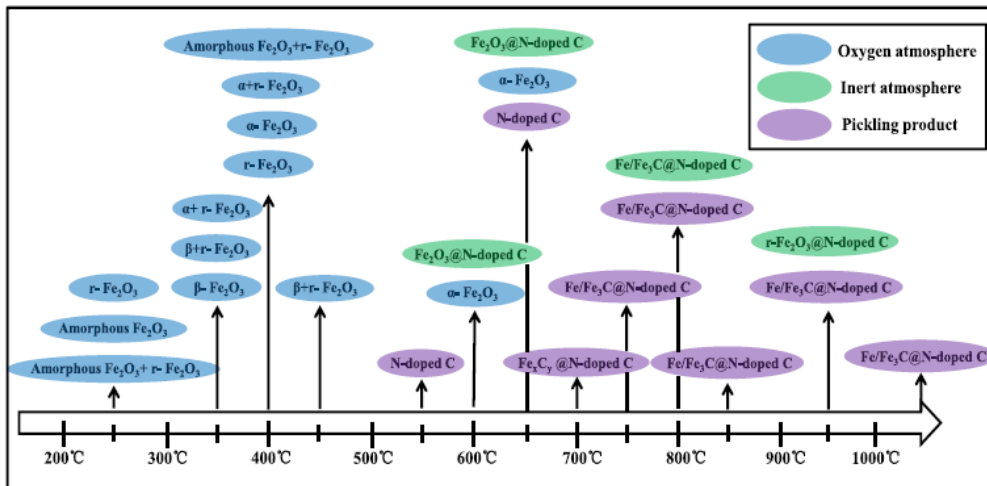 Amorphous Fe₂O₃+r- Fe₂O₃
α+r- Fe₂O₃
α- Fe₂O₃
r- Fe₂O₃
Fe₂O₃@N-doped C
α- Fe₂O₃
N-doped C
Oxygen atmosphere
Inert atmosphere
Pickling product
Fe/Fe₃C@N-doped C
Fe/Fe₃C@N-doped C
α+ r- Fe₂O₃
β+r- Fe₂O₃
β- Fe₂O₃
r- Fe₂O₃
Amorphous Fe₂O₃
Amorphous Fe₂O₃+ r- Fe₂O₃
β+r- Fe₂O₃
Fe₂O₃@N-doped C
α- Fe₂O₃
N-doped C
Fe/Fe₃C@N-doped C
FeₓCᵧ @N-doped C
Fe/Fe₃C@N-doped C
r-Fe₂O₃@N-doped C
Fe/Fe₃C@N-doped C
Fe/Fe₃C@N-doped C
200℃ 300℃ 400℃ 500℃ 600℃ 700℃ 800℃ 900℃ 1000℃